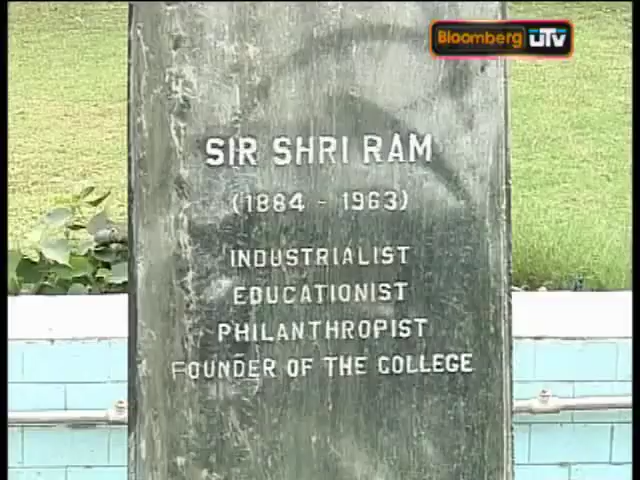 Bloomberg UTV
SIR SHRI RAM
(1884 - 1963)
INDUSTRIALIST
EDUCATIONIST
PHILANTHROPIST
FOUNDER OF THE COLLEGE